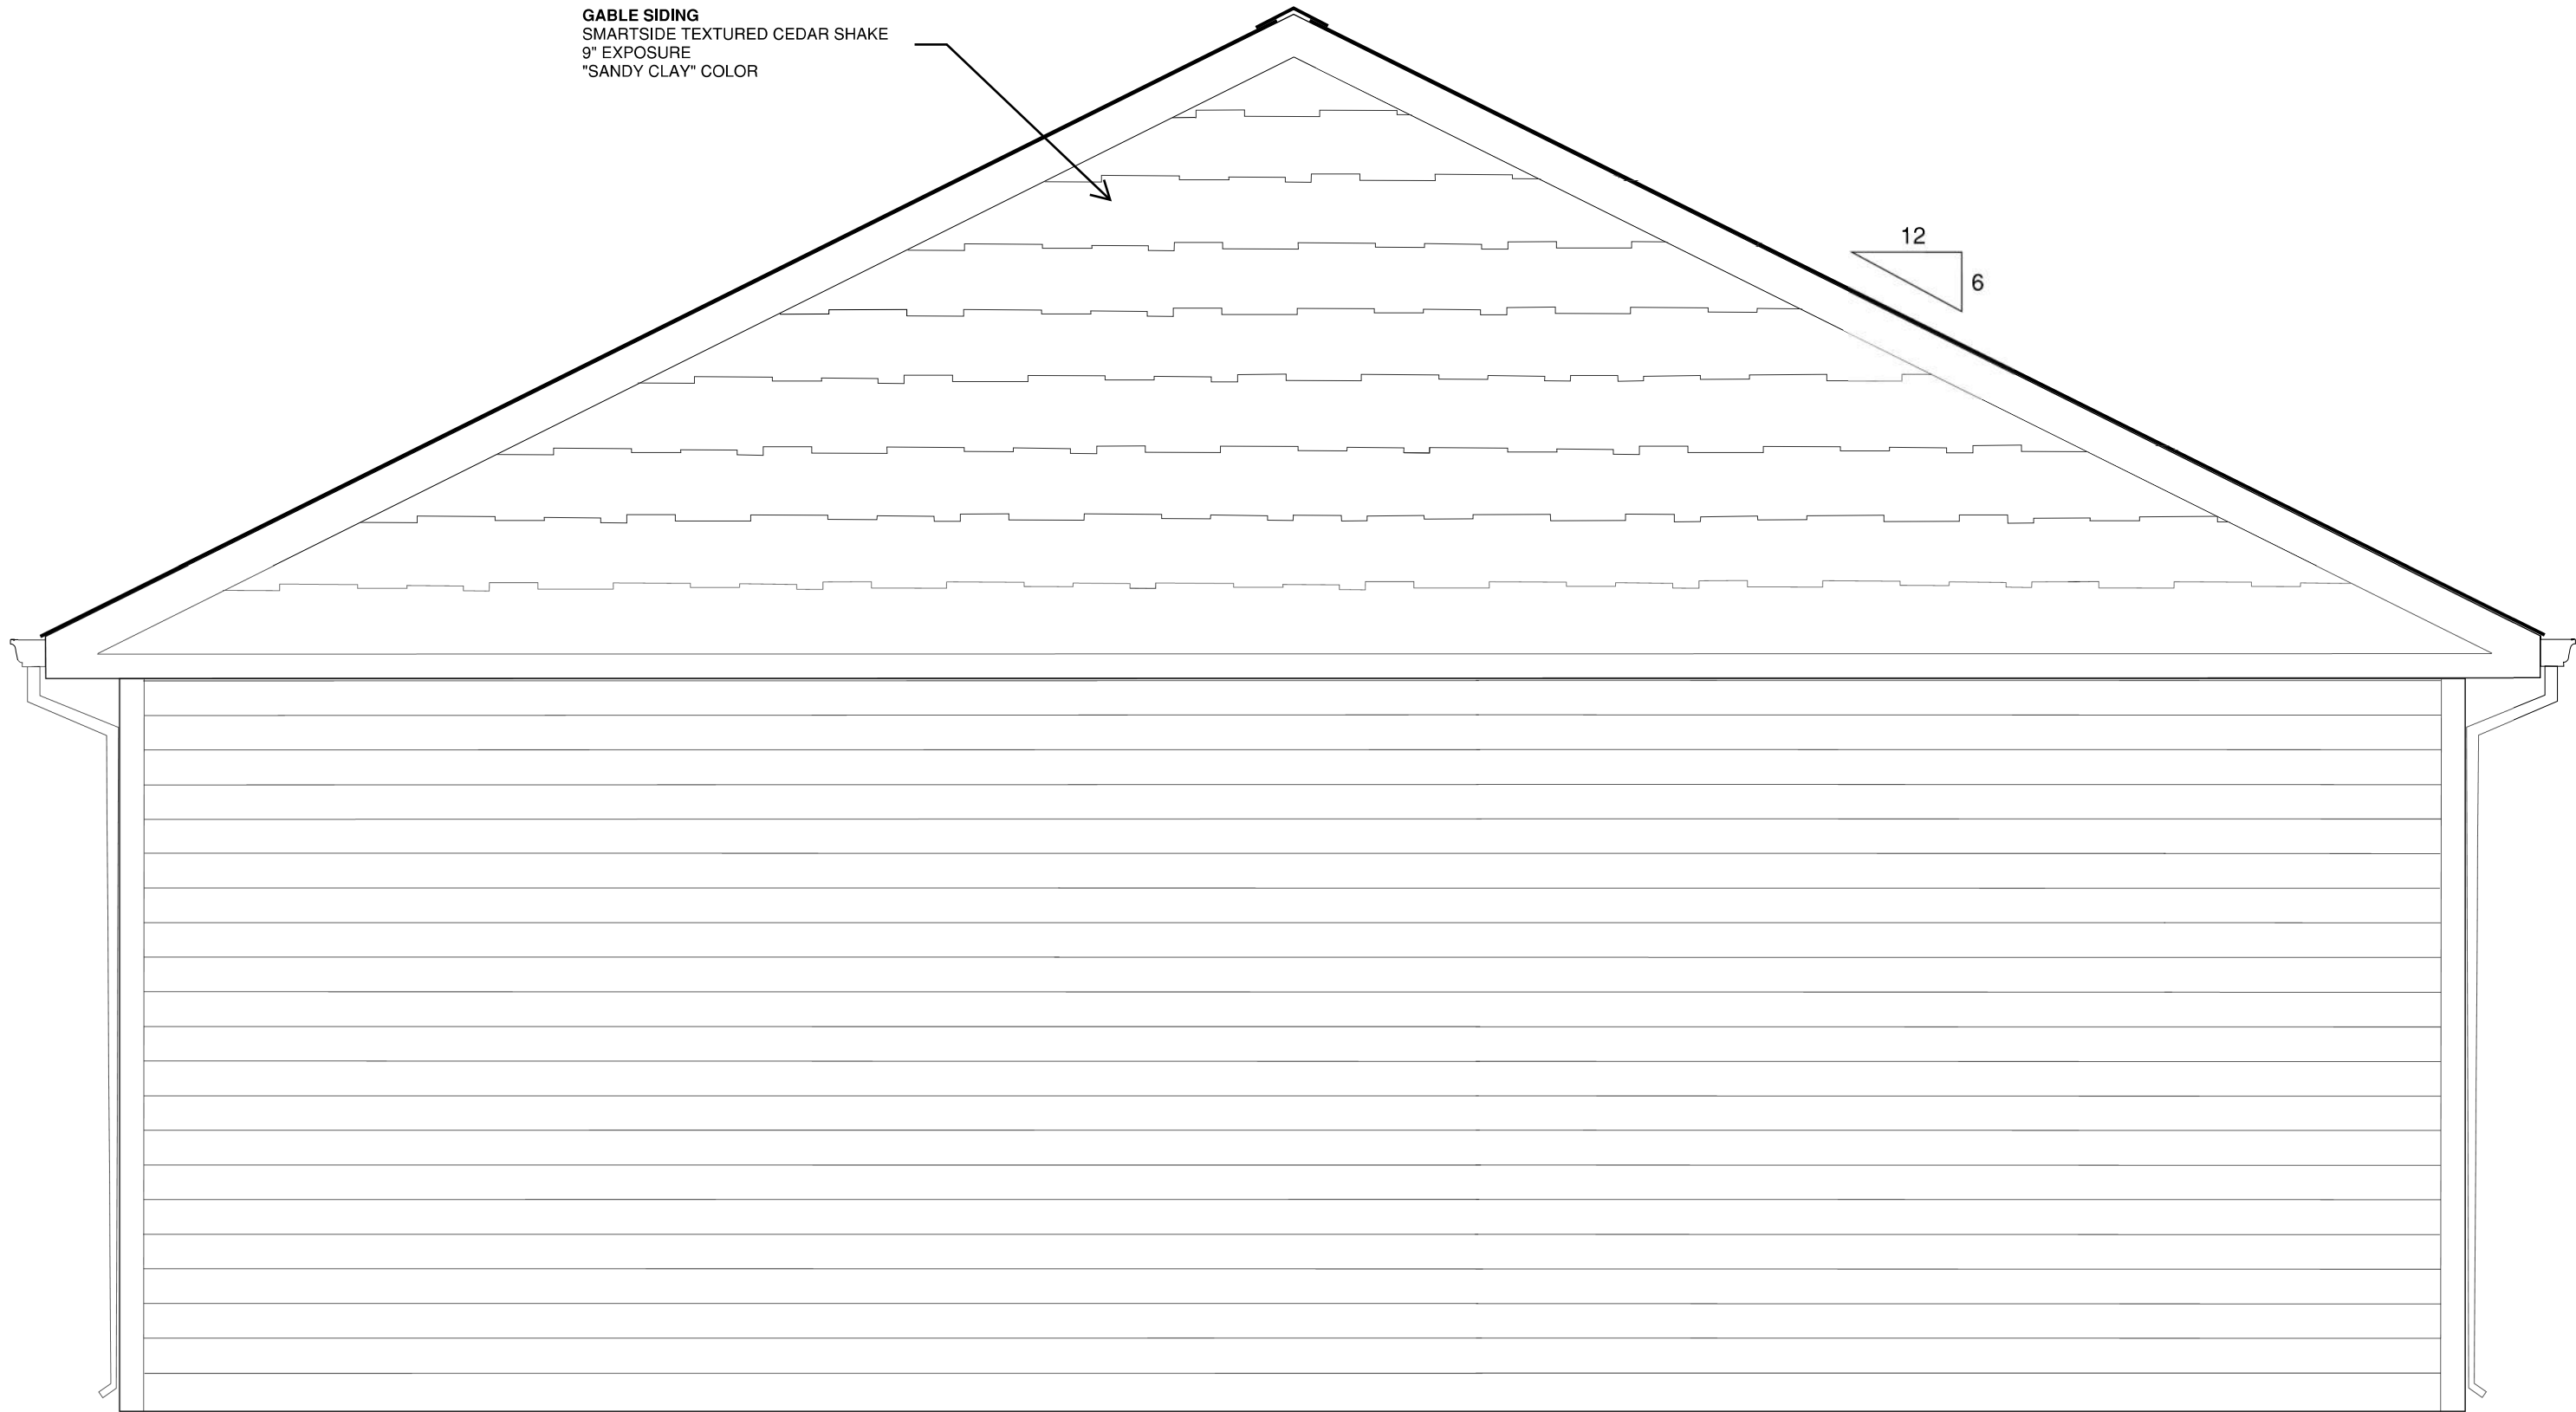 GABLE SIDING
SMARTSIDE TEXTURED CEDAR SHAKE
9" EXPOSURE
"SANDY CLAY" COLOR
12
6